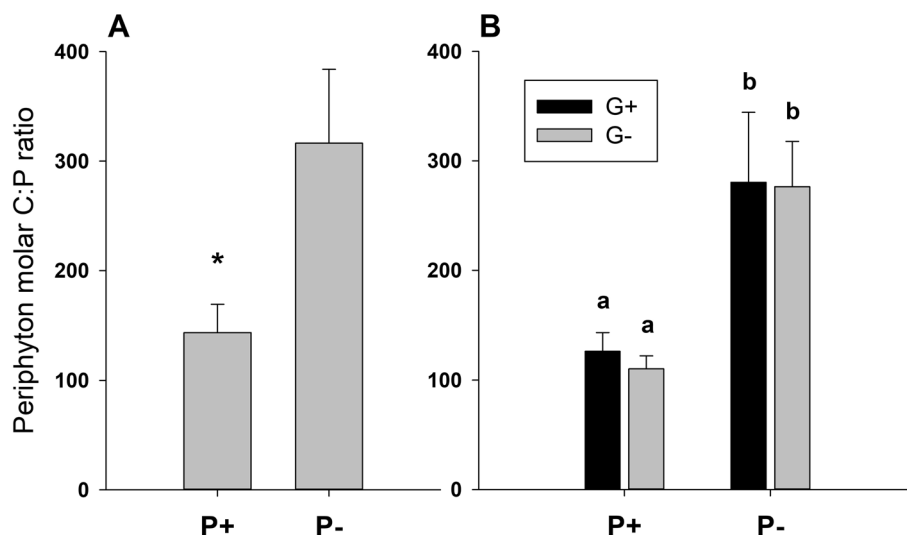 A
B
Periphyton molar C:P ratio
400
300
200
100
0
*
P+
P-
400
300
200
100
0
G+
G-
a
a
b
b
P+
P-